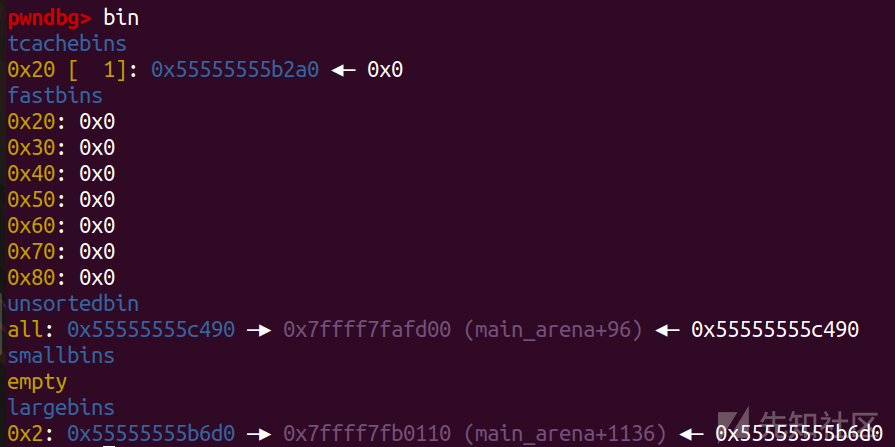 pwndbg> bin
tcachebins
0x20 [  1]: 0x55555555b2a0 ◂— 0x0
fastbins
0x20: 0x0
0x30: 0x0
0x40: 0x0
0x50: 0x0
0x60: 0x0
0x70: 0x0
0x80: 0x0
unsortedbin
all: 0x55555555c490 —▸ 0x7ffff7fafd00 (main_arena+96) ◂— 0x55555555c490
smallbins
empty
largebins
0x2: 0x55555555b6d0 —▸ 0x7ffff7fb0110 (main_arena+1136) ◂— 0x55555555b6d0
先知社区